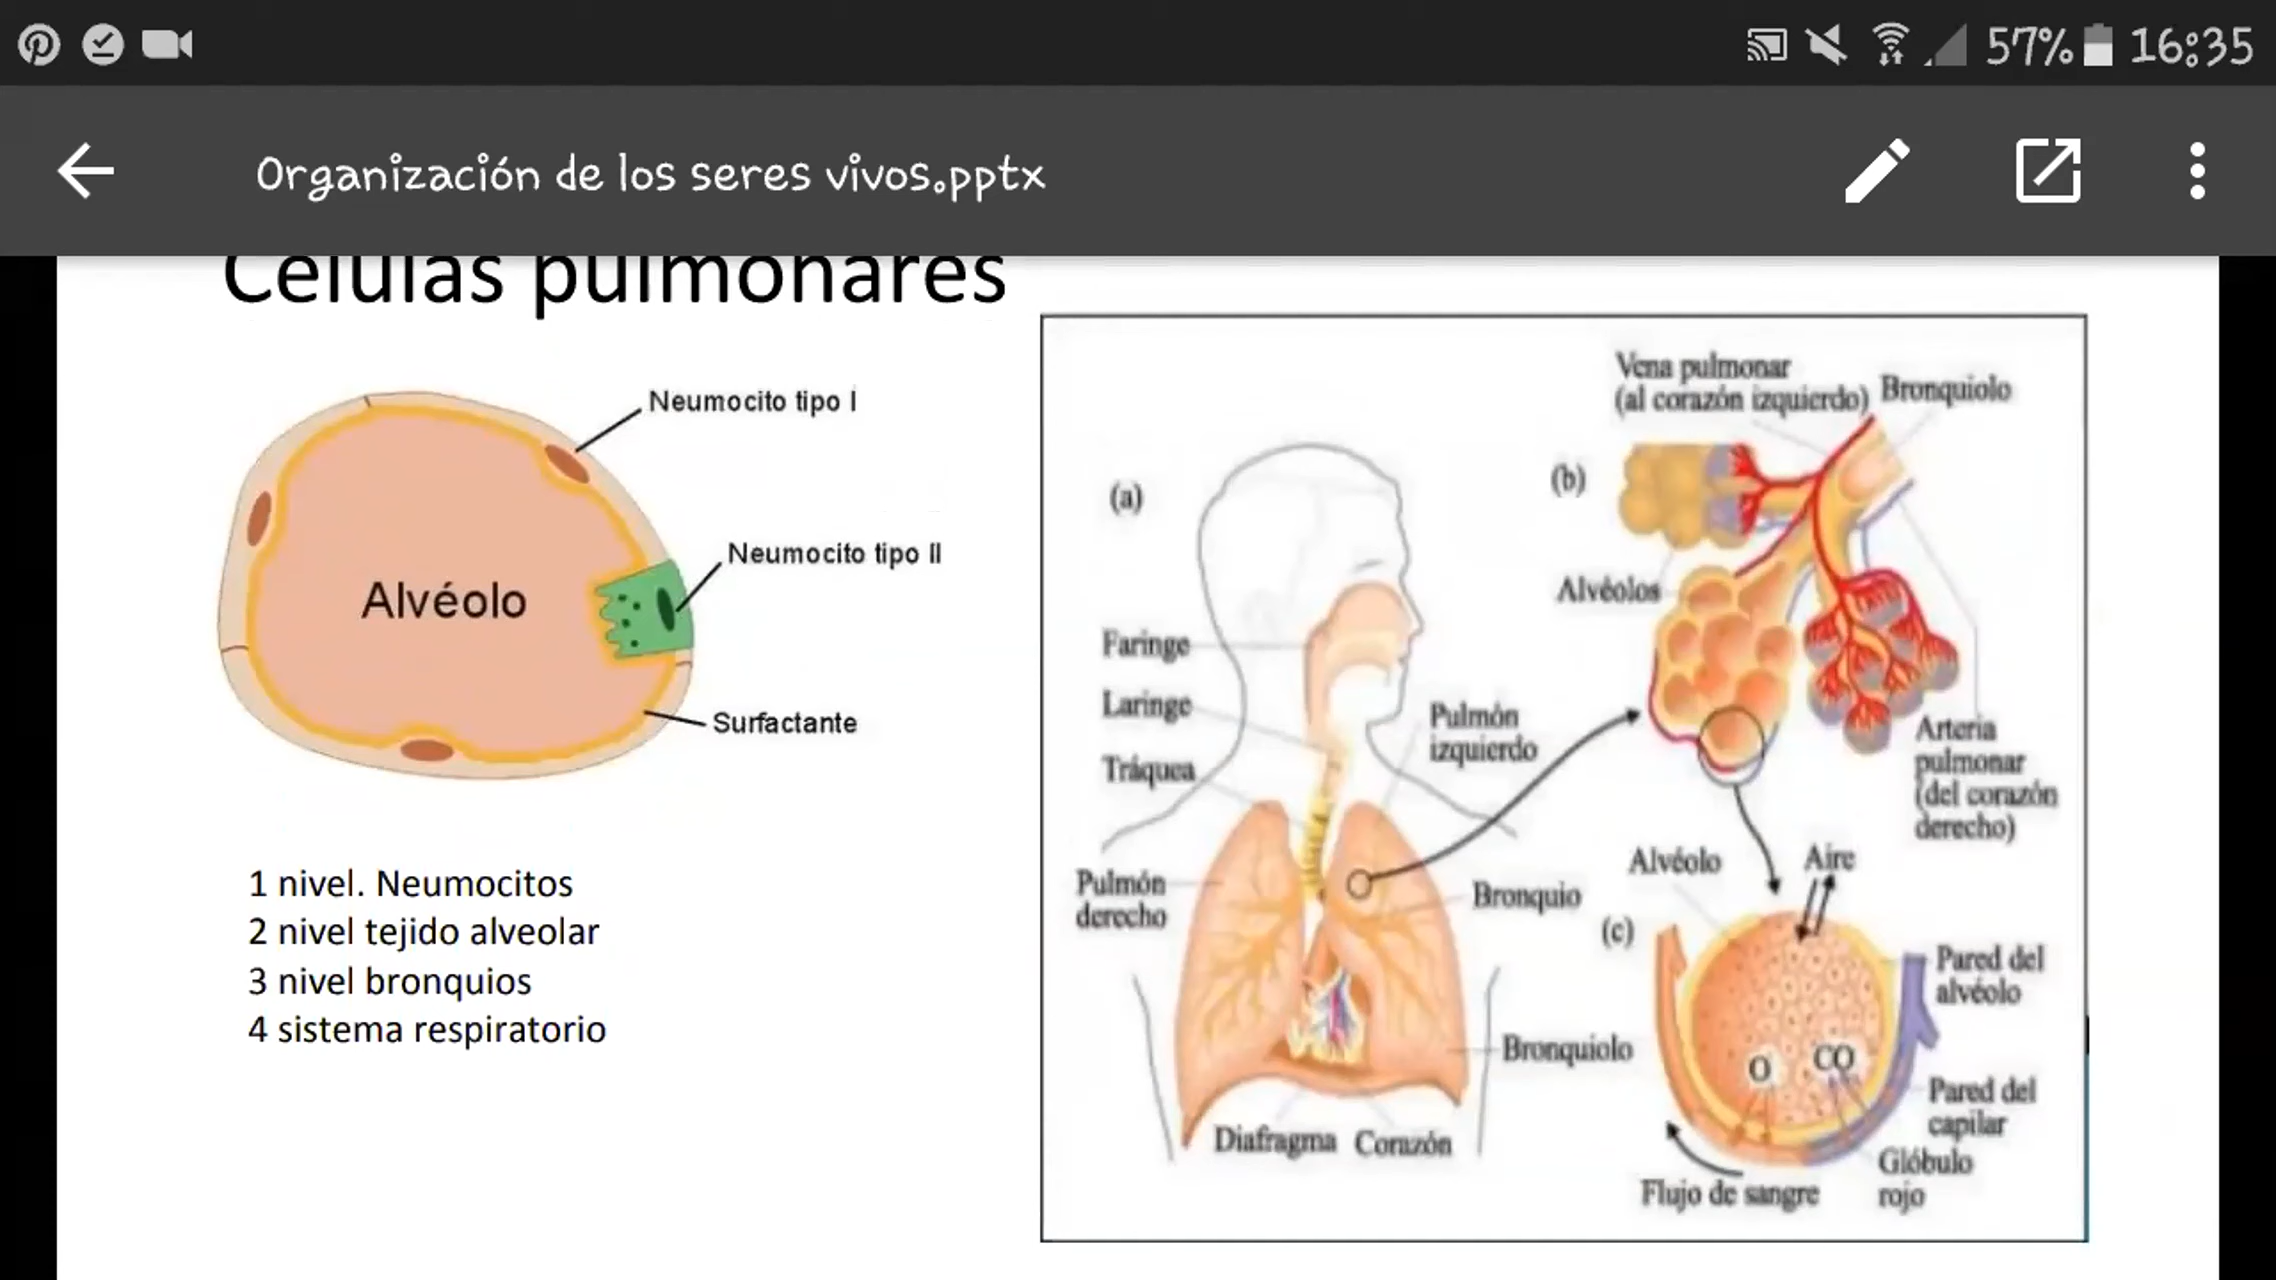 57% 16:35
Organización de los seres vivos.pptx
Células pulmonares
Neumocito tipo I
Neumocito tipo II
Alvéolo
Surfactante
1 nivel. Neumocitos
2 nivel tejido alveolar
3 nivel bronquios
4 sistema respiratorio
(a)
Faringe
Laringe
Tráquea
Pulmón
izquierdo
Pulmón
derecho
Bronquio
Bronquiolo
Diafragma
Corazón
(b)
Vena pulmonar
(al corazón izquierdo)
Bronquiolo
Alvéolos
Arteria
pulmonar
(del corazón
derecho)
(c)
Alvéolo
Aire
Pared del
alvéolo
O
CO
Pared del
capilar
Glóbulo
rojo
Flujo de sangre